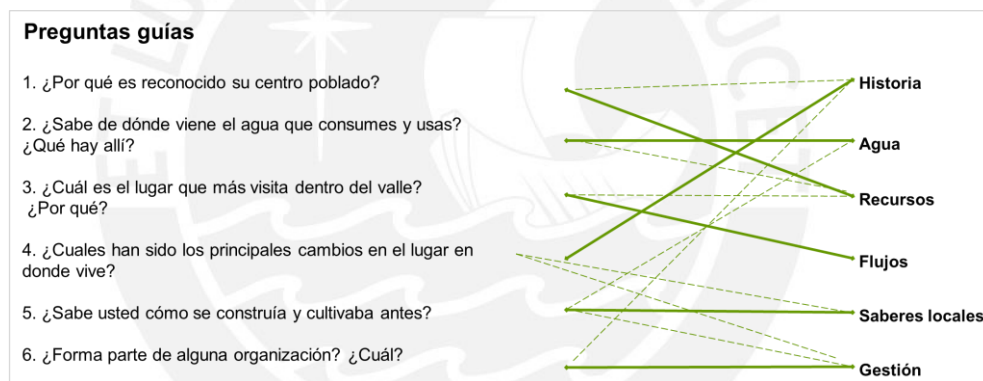 Preguntas guías
1. ¿Por qué es reconocido su centro poblado?
2. ¿Sabe de dónde viene el agua que consumes y usas?
¿Qué hay allí?
3. ¿Cuál es el lugar que más visita dentro del valle?
¿Por qué?
4. ¿Cuales han sido los principales cambios en el lugar en
donde vive?
5. ¿Sabe usted cómo se construía y cultivaba antes?
6. ¿Forma parte de alguna organización? ¿Cuál?
Historia
Agua
Recursos
Flujos
Saberes locales
Gestión